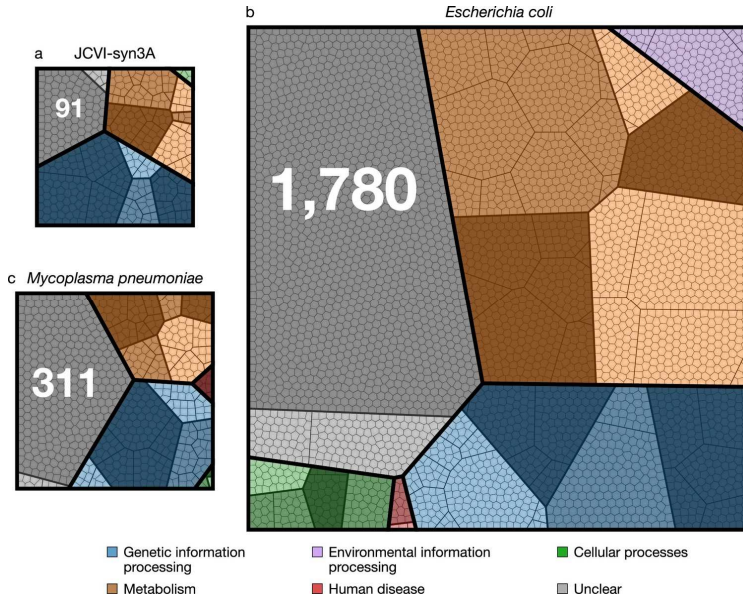 b
Escherichia coli
a
JCVI-syn3A
91
1,780
c
Mycoplasma pneumoniae
311
Genetic information
processing
Environmental information
processing
Cellular processes
Metabolism
Human disease
Unclear